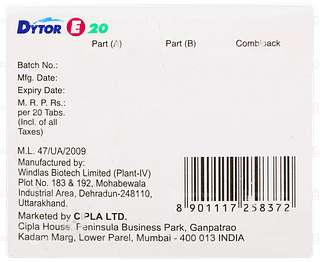 DYTOR E 20
Part (A) Part (B) Combipack
Batch No.:
Mfg. Date:
Expiry Date:
M. R. P. Rs.:
per 20 Tabs.
(Incl. of all
Taxes)
M.L. 47/UA/2009
Manufactured by:
Windlas Biotech Limited (Plant-IV)
Plot No. 183 & 192, Mohabewala
Industrial Area, Dehradun-248110,
Uttarakhand.
Marketed by CIPLA LTD.
Cipla House, Peninsula Business Park, Ganpatrao
Kadam Marg, Lower Parel, Mumbai - 400 013 INDIA
8 901117 258372